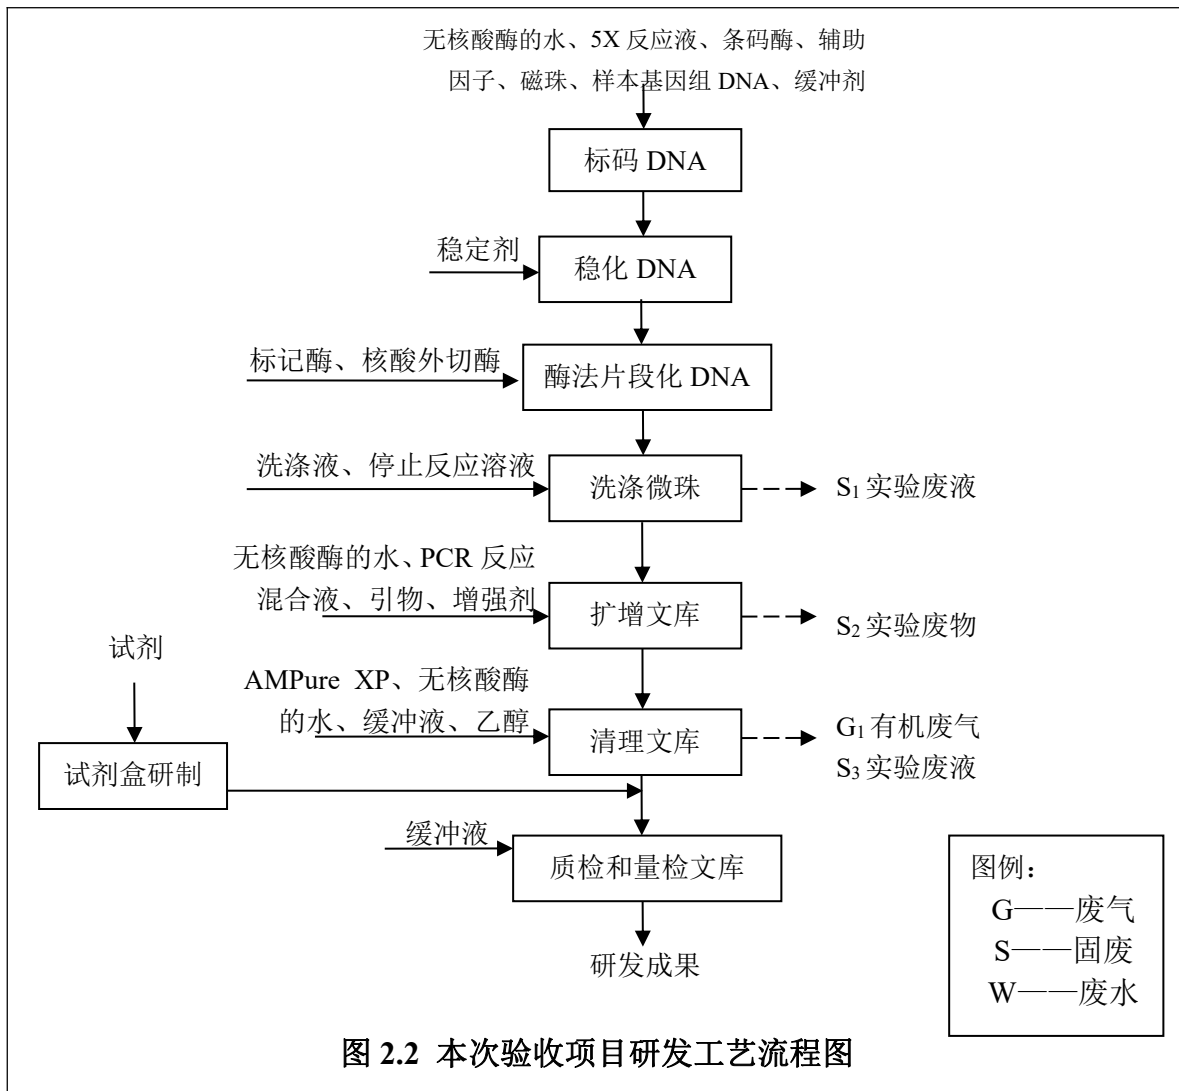 无核酸酶的水、5X 反应液、条码酶、辅助
因子、磁珠、样本基因组 DNA、缓冲剂
标码 DNA
稳定剂
稳化 DNA
标记酶、核酸外切酶
酶法片段化 DNA
洗涤液、停止反应溶液
洗涤微珠
S₁ 实验废液
无核酸酶的水、PCR 反应
混合液、引物、增强剂
扩增文库
S₂ 实验废物
试剂
AMPure XP、无核酸酶
的水、缓冲液、乙醇
清理文库
G₁ 有机废气
S₃ 实验废液
试剂盒研制
缓冲液
质检和量检文库
研发成果
图例：
G——废气
S——固废
W——废水
图 2.2 本次验收项目研发工艺流程图